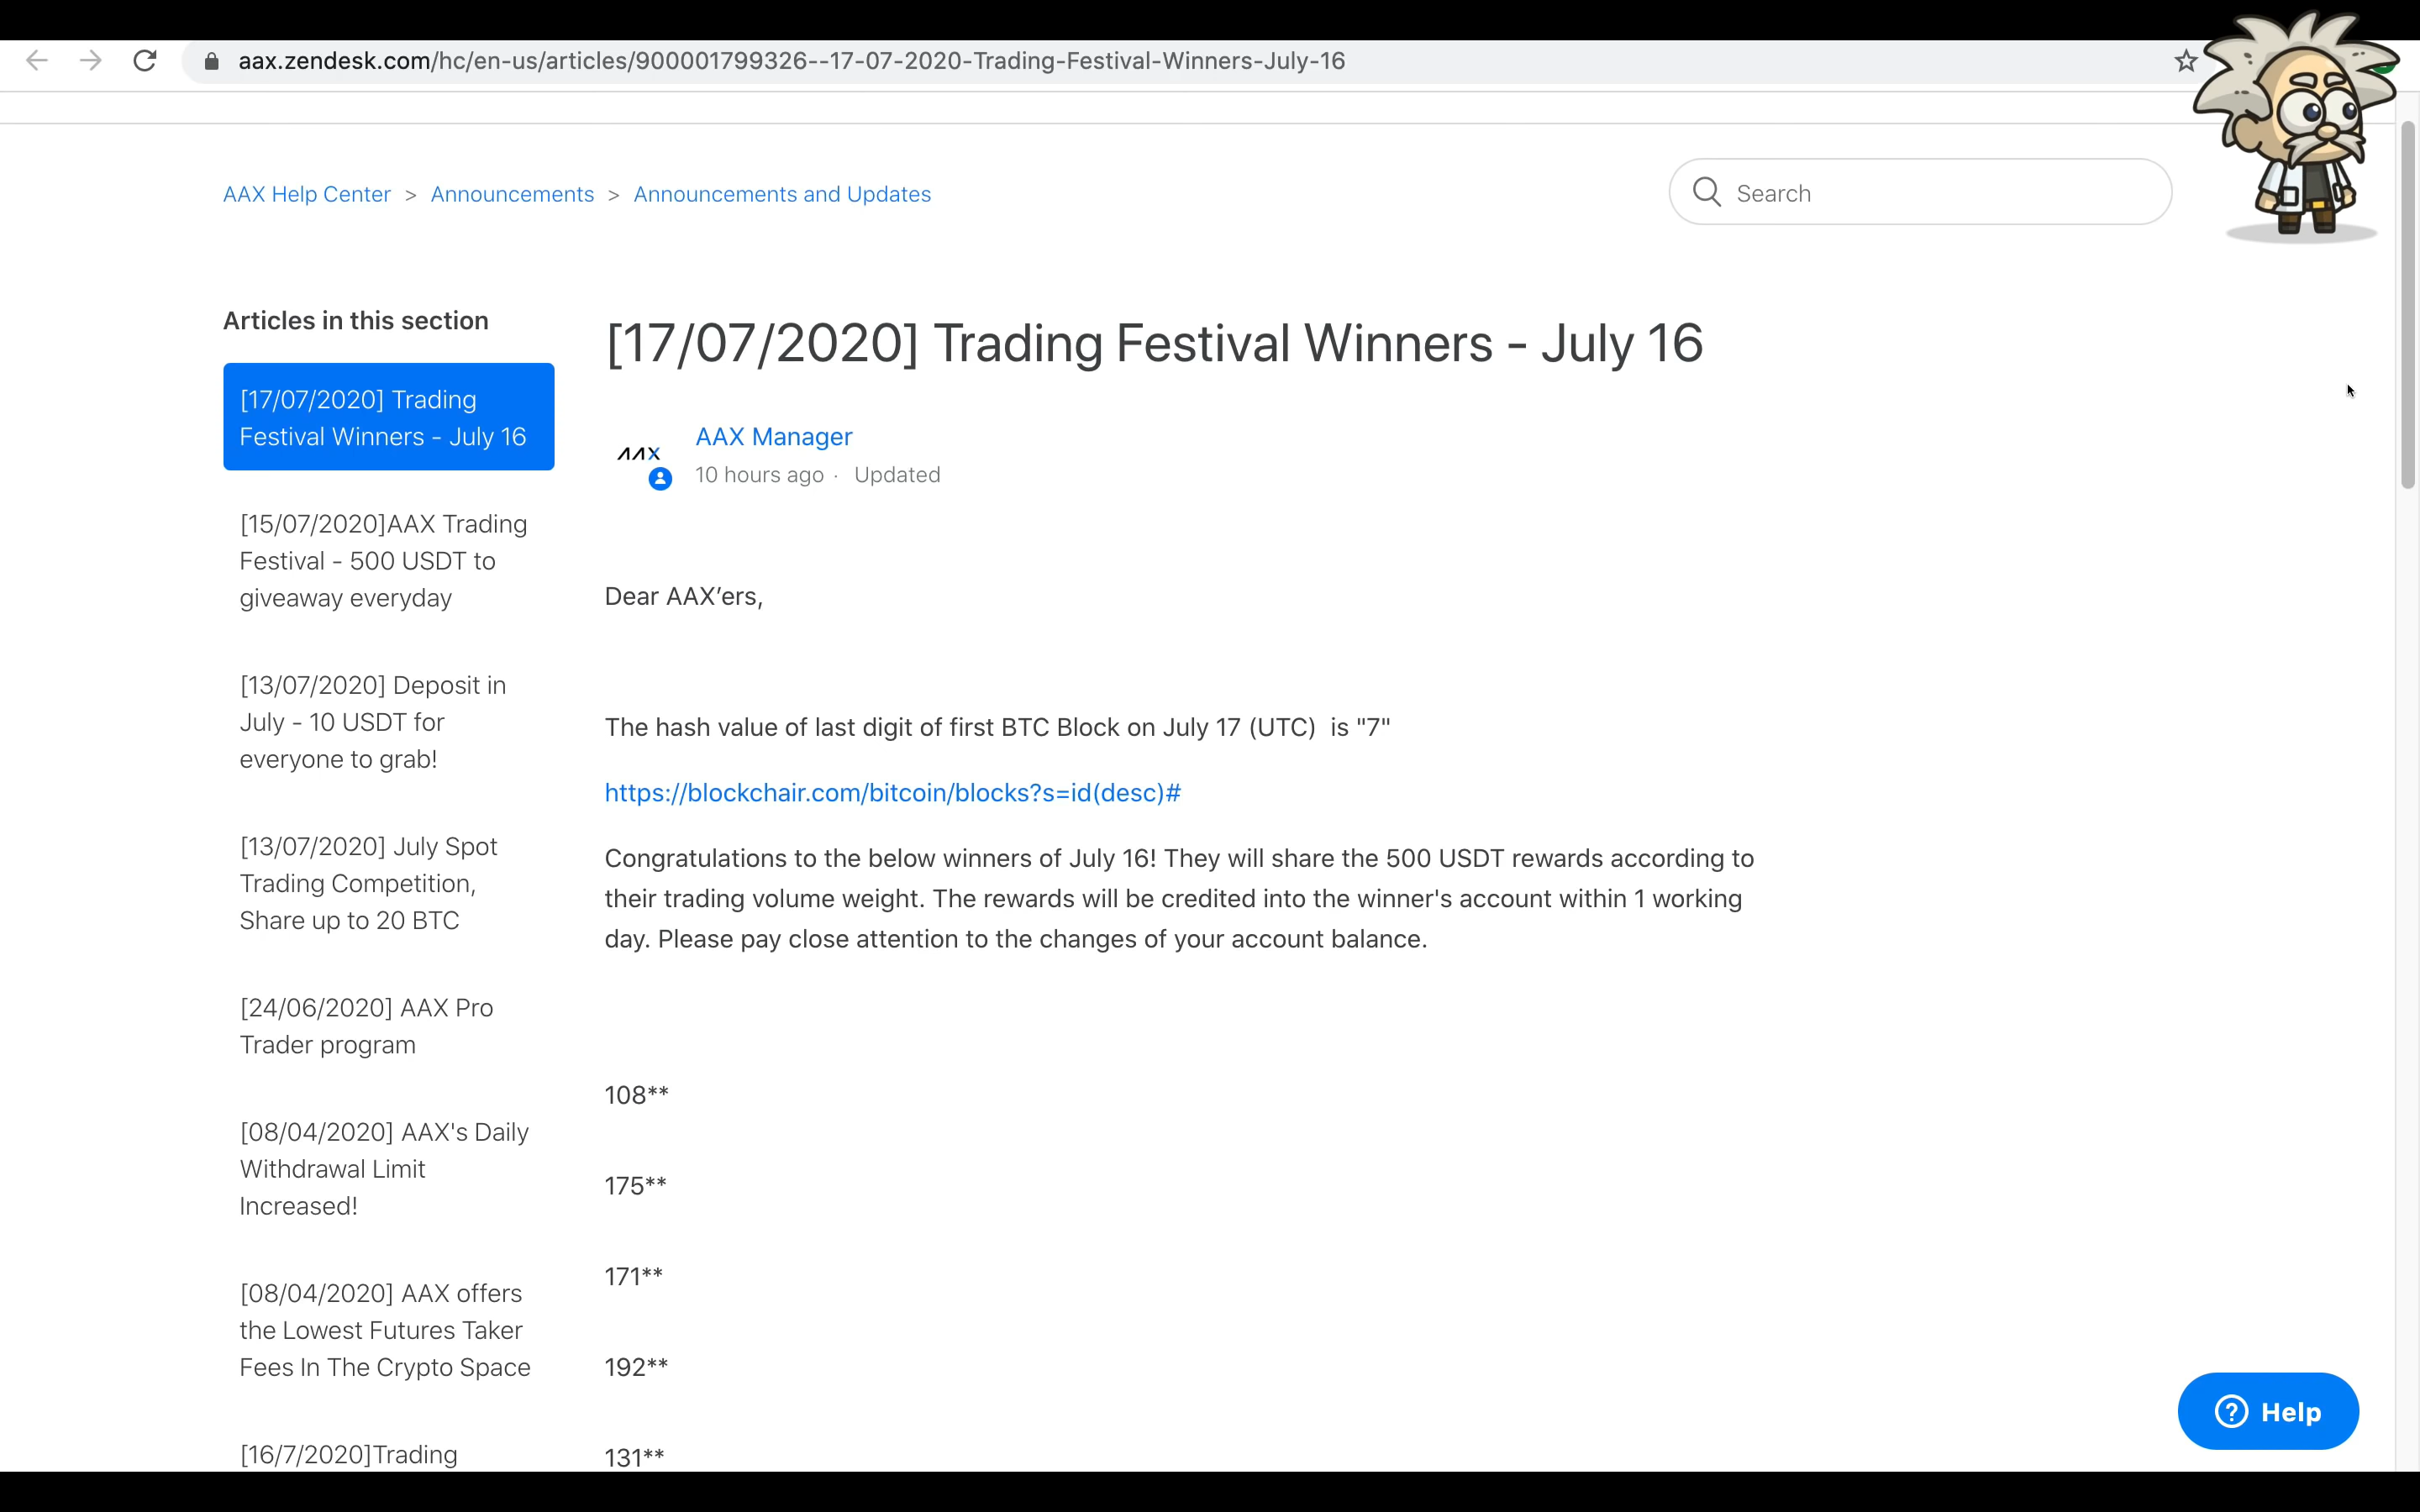 aax.zendesk.com/hc/en-us/articles/900001799326--17-07-2020-Trading-Festival-Winners-July-16
AAX Help Center > Announcements > Announcements and Updates
Search
Articles in this section
[17/07/2020] Trading
Festival Winners - July 16
[15/07/2020]AAX Trading
Festival - 500 USDT to
giveaway everyday
[13/07/2020] Deposit in
July - 10 USDT for
everyone to grab!
[13/07/2020] July Spot
Trading Competition,
Share up to 20 BTC
[24/06/2020] AAX Pro
Trader program
[08/04/2020] AAX's Daily
Withdrawal Limit
Increased!
[08/04/2020] AAX offers
the Lowest Futures Taker
Fees In The Crypto Space
[16/7/2020]Trading
[17/07/2020] Trading Festival Winners - July 16
AAX
AAX Manager
10 hours ago · Updated
Dear AAX’ers,
The hash value of last digit of first BTC Block on July 17 (UTC)  is "7"
https://blockchair.com/bitcoin/blocks?s=id(desc)#
Congratulations to the below winners of July 16! They will share the 500 USDT rewards according to
their trading volume weight. The rewards will be credited into the winner's account within 1 working
day. Please pay close attention to the changes of your account balance.
108**
175**
171**
192**
131**
Help